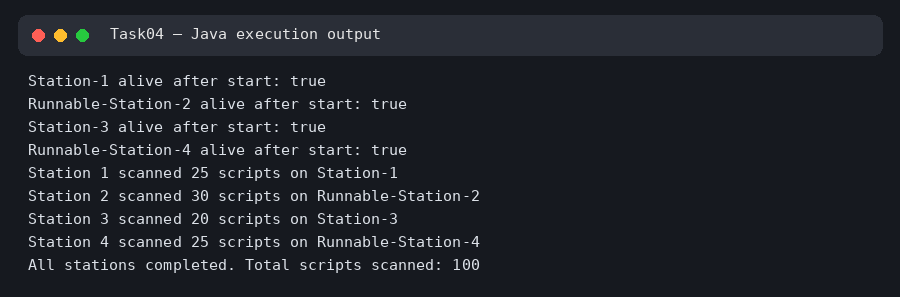 Task04 — Java execution output
Station-1 alive after start: true
Runnable-Station-2 alive after start: true
Station-3 alive after start: true
Runnable-Station-4 alive after start: true
Station 1 scanned 25 scripts on Station-1
Station 2 scanned 30 scripts on Runnable-Station-2
Station 3 scanned 20 scripts on Station-3
Station 4 scanned 25 scripts on Runnable-Station-4
All stations completed. Total scripts scanned: 100